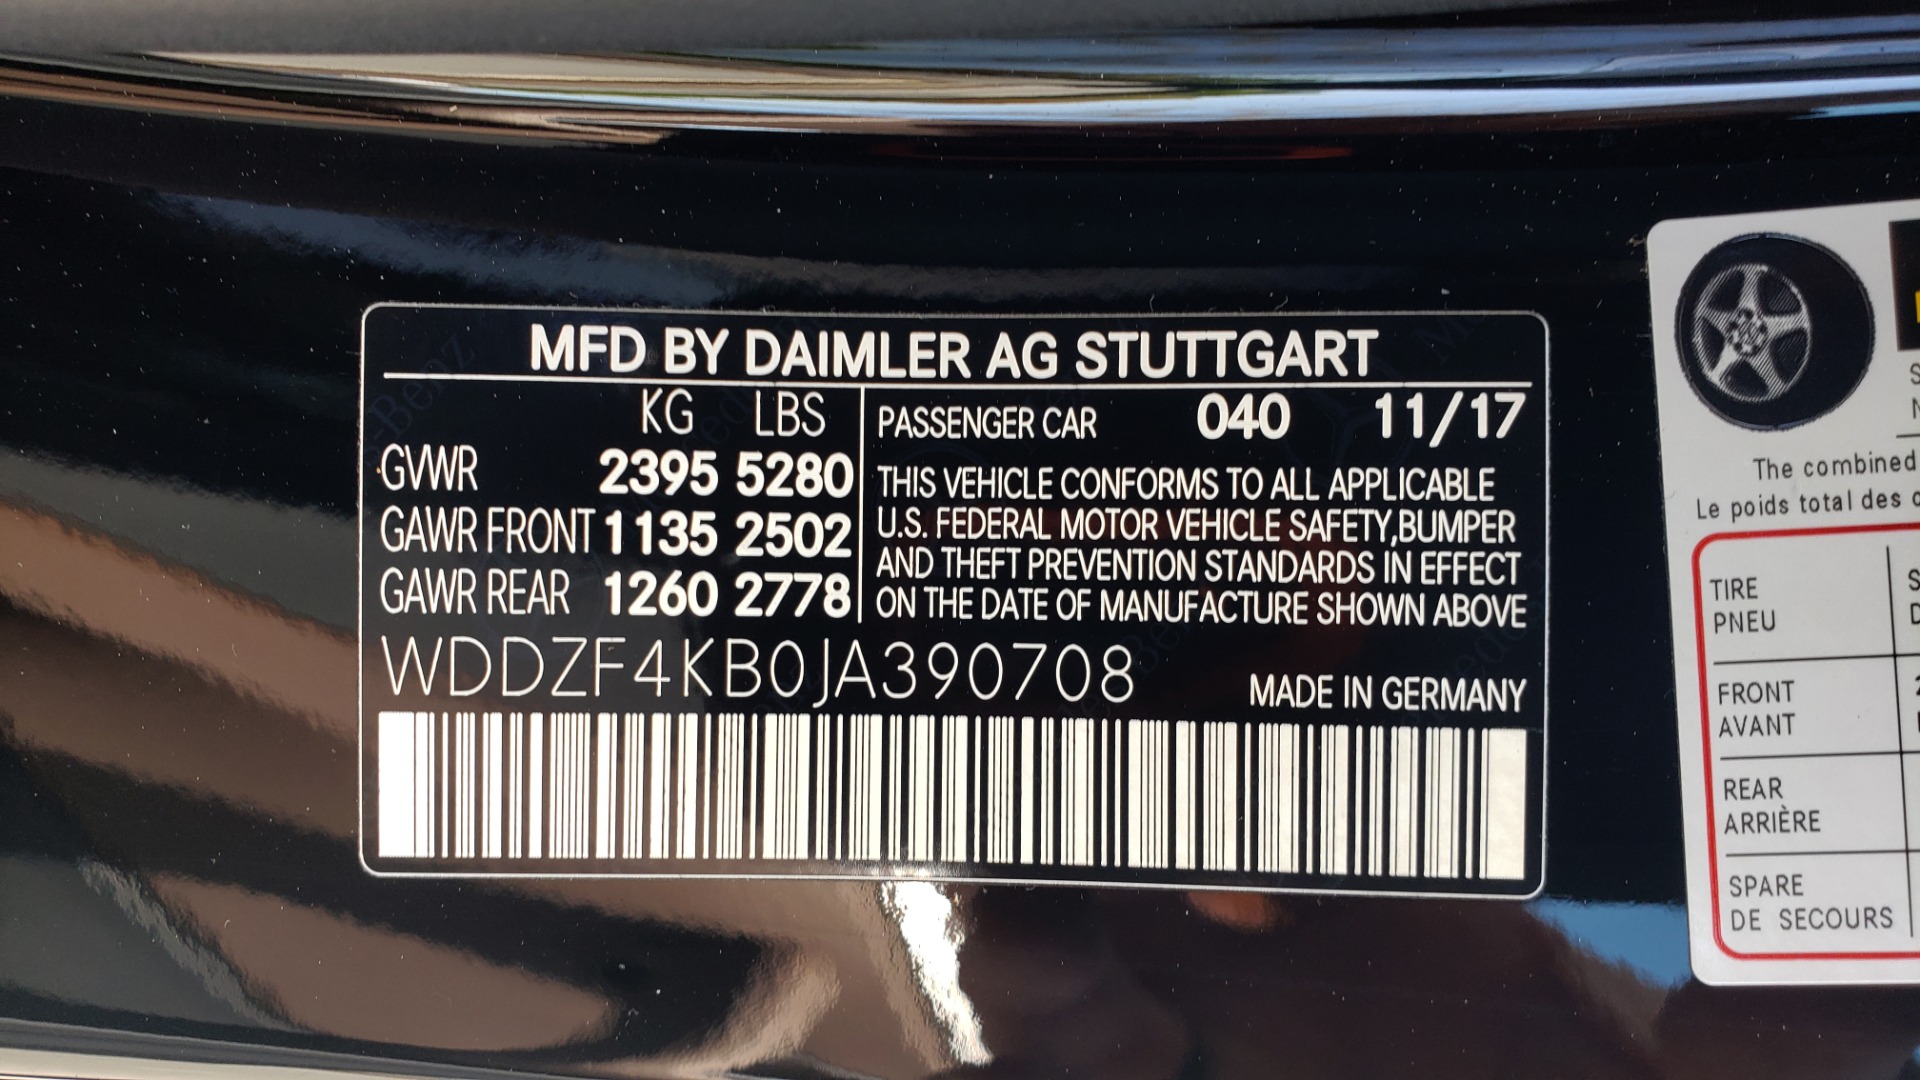 MFD BY DAIMLER AG STUTTGART
KG LBS
GVWR 2395 5280
GAWR FRONT 1135 2502
GAWR REAR 1260 2778
PASSENGER CAR 040 11/17
THIS VEHICLE CONFORMS TO ALL APPLICABLE
U.S. FEDERAL MOTOR VEHICLE SAFETY,BUMPER
AND THEFT PREVENTION STANDARDS IN EFFECT
ON THE DATE OF MANUFACTURE SHOWN ABOVE
WDDZF4KB0JA390708
MADE IN GERMANY
The combined
Le poids total des
TIRE
PNEU
FRONT
AVANT
REAR
ARRIÈRE
SPARE
DE SECOURS